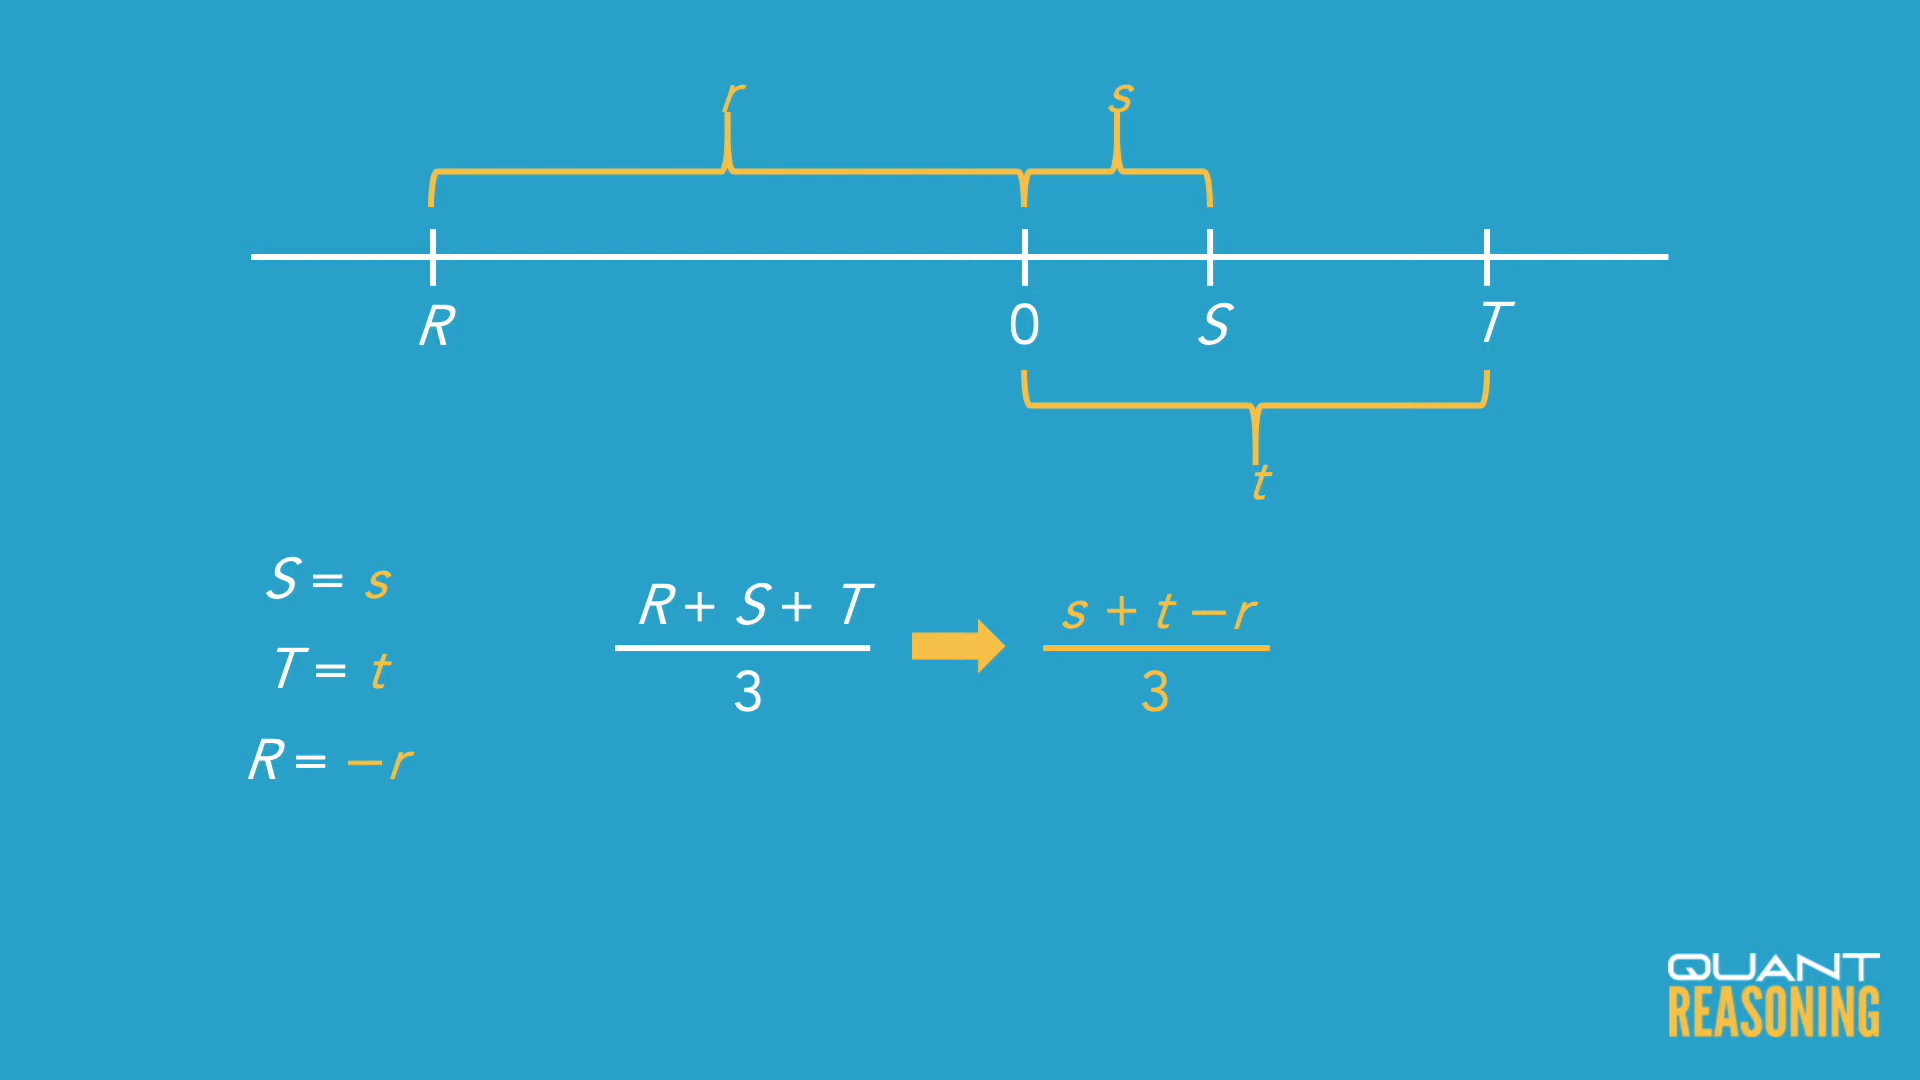 r s
R 0 S T
t
S = s
T = t
R = −r
R + S + T
3
s + t − r
3
QUANT
REASONING